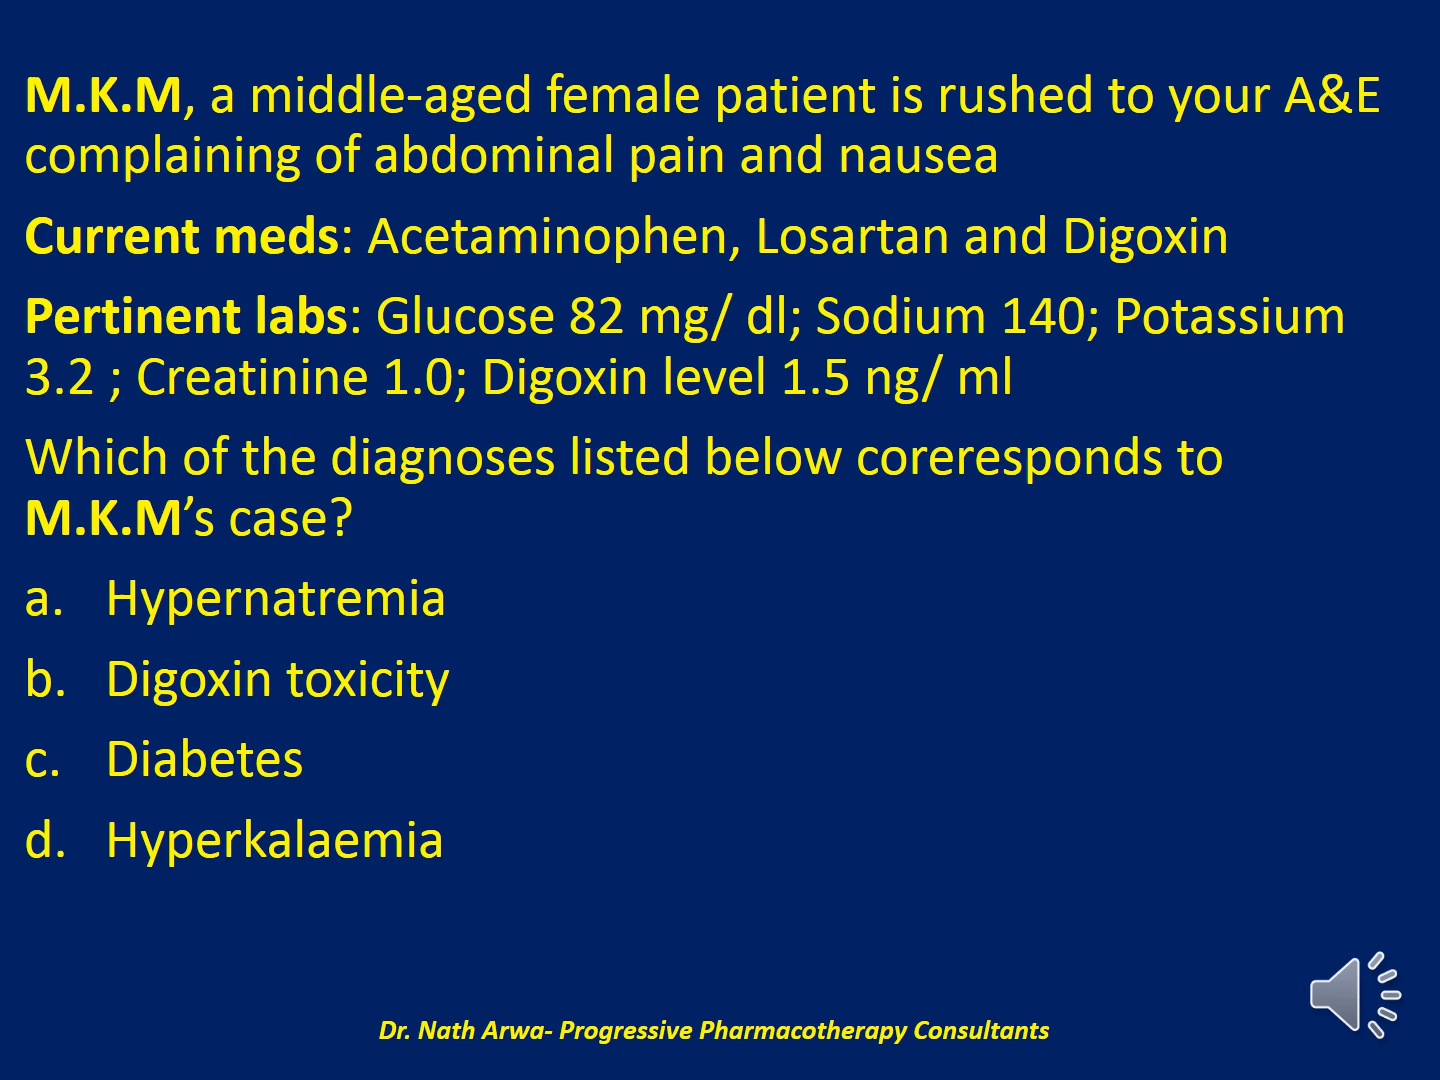 M.K.M, a middle-aged female patient is rushed to your A&E
complaining of abdominal pain and nausea
Current meds: Acetaminophen, Losartan and Digoxin
Pertinent labs: Glucose 82 mg/ dl; Sodium 140; Potassium
3.2 ; Creatinine 1.0; Digoxin level 1.5 ng/ ml
Which of the diagnoses listed below coreresponds to
M.K.M’s case?
a. Hypernatremia
b. Digoxin toxicity
c. Diabetes
d. Hyperkalaemia
Dr. Nath Arwa- Progressive Pharmacotherapy Consultants